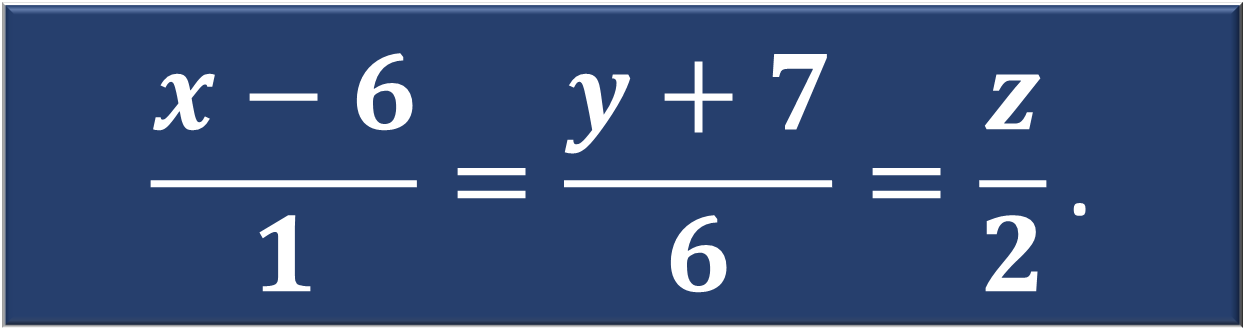 (x − 6)/1 = (y + 7)/6 = z/2 .